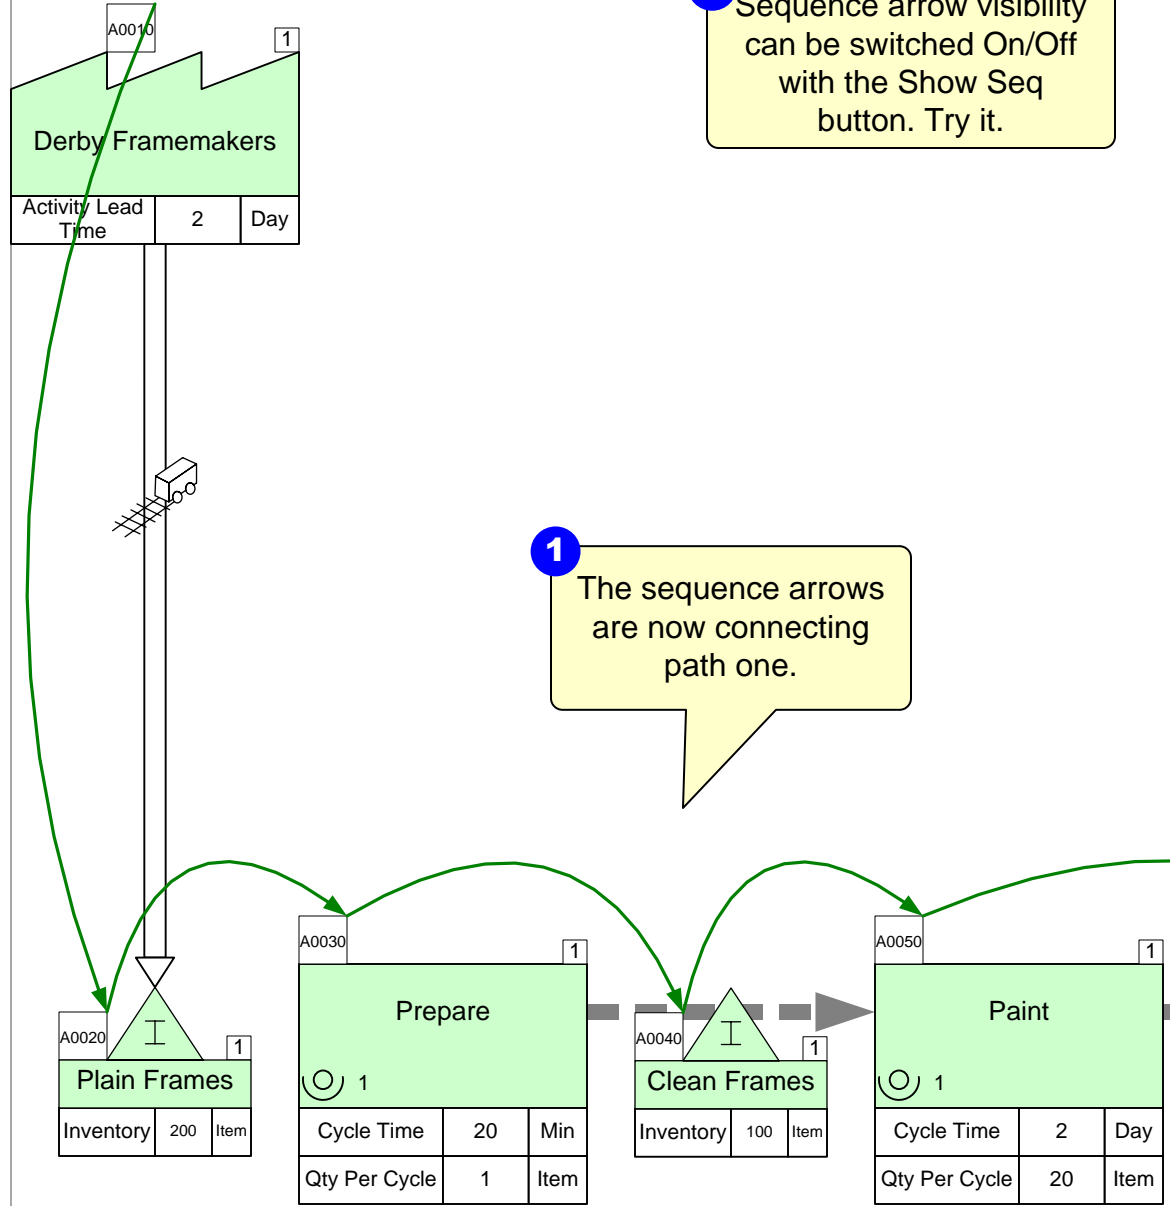 A0010
1
Derby Framemakers
Activity Lead
Time
2
Day
Sequence arrow visibility
can be switched On/Off
with the Show Seq
button. Try it.
1
The sequence arrows
are now connecting
path one.
A0020
I
1
Plain Frames
Inventory 200 Item
A0030
1
Prepare
1
Cycle Time 20 Min
Qty Per Cycle 1 Item
A0040
I
1
Clean Frames
Inventory 100 Item
A0050
1
Paint
1
Cycle Time 2 Day
Qty Per Cycle 20 Item